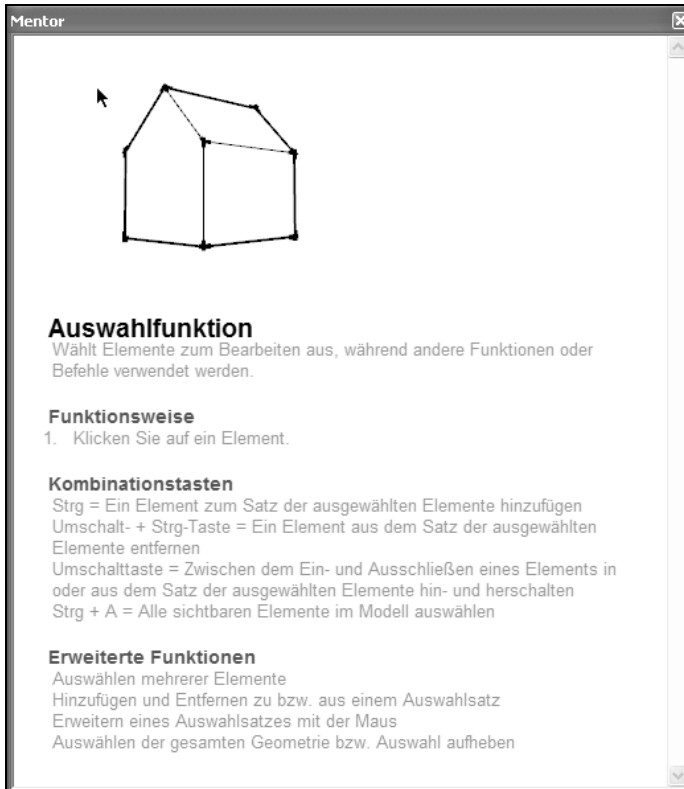 Mentor
Auswahlfunktion
Wählt Elemente zum Bearbeiten aus, während andere Funktionen oder
Befehle verwendet werden.
Funktionsweise
1. Klicken Sie auf ein Element.
Kombinationstasten
Strg = Ein Element zum Satz der ausgewählten Elemente hinzufügen
Umschalt- + Strg-Taste = Ein Element aus dem Satz der ausgewählten
Elemente entfernen
Umschalttaste = Zwischen dem Ein- und Ausschließen eines Elements in
oder aus dem Satz der ausgewählten Elemente hin- und herschalten
Strg + A = Alle sichtbaren Elemente im Modell auswählen
Erweiterte Funktionen
Auswählen mehrerer Elemente
Hinzufügen und Entfernen zu bzw. aus einem Auswahlsatz
Erweitern eines Auswahlsatzes mit der Maus
Auswählen der gesamten Geometrie bzw. Auswahl aufheben